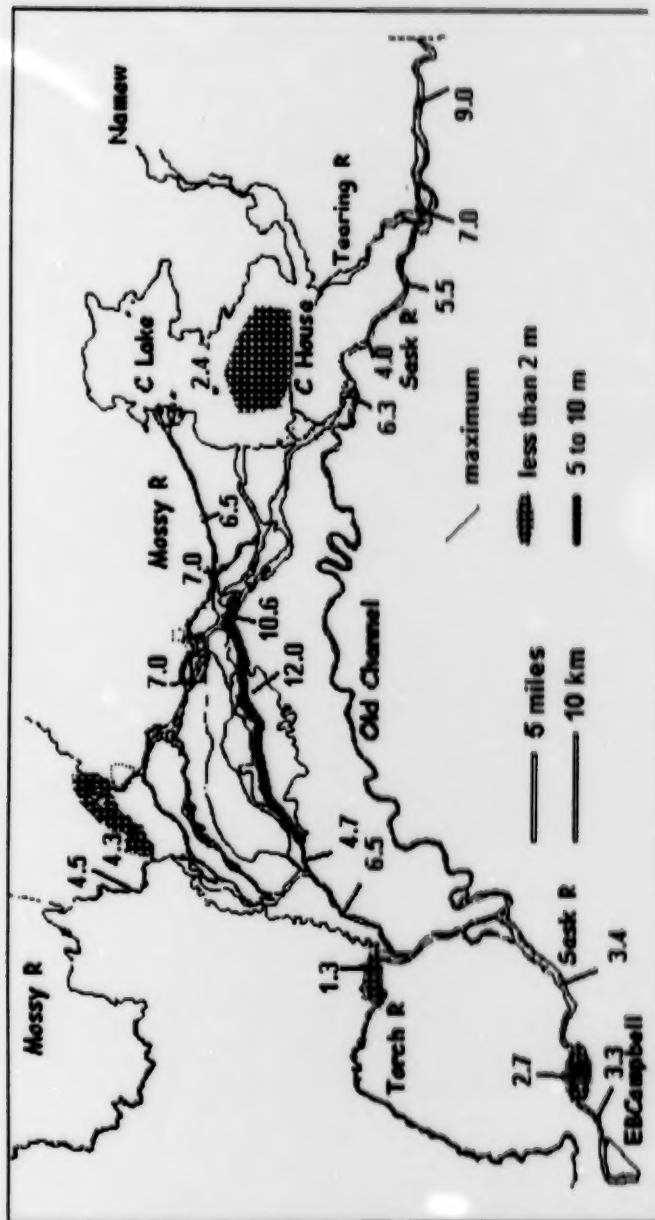 Namew
C Lake
2.4
C House
Tearing R
9.0
7.0
5.5
4.0
Sask R
6.3
Mossy R
6.5
7.0
7.0
10.6
12.0
Old Channel
4.7
6.5
4.5
4.3
Mossy R
1.3
Torch R
Sask R
3.4
2.7
3.3
EBCampbell
maximum
less than 2 m
5 to 10 m
5 miles
10 km